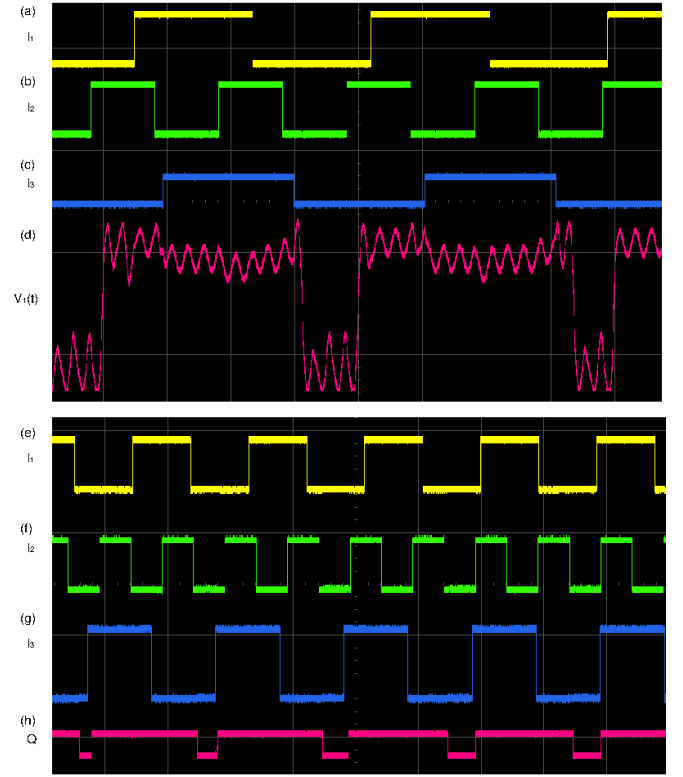 (a)
I₁
(b)
I₂
(c)
I₃
(d)
V₁(t)
(e)
I₁
(f)
I₂
(g)
I₃
(h)
Q